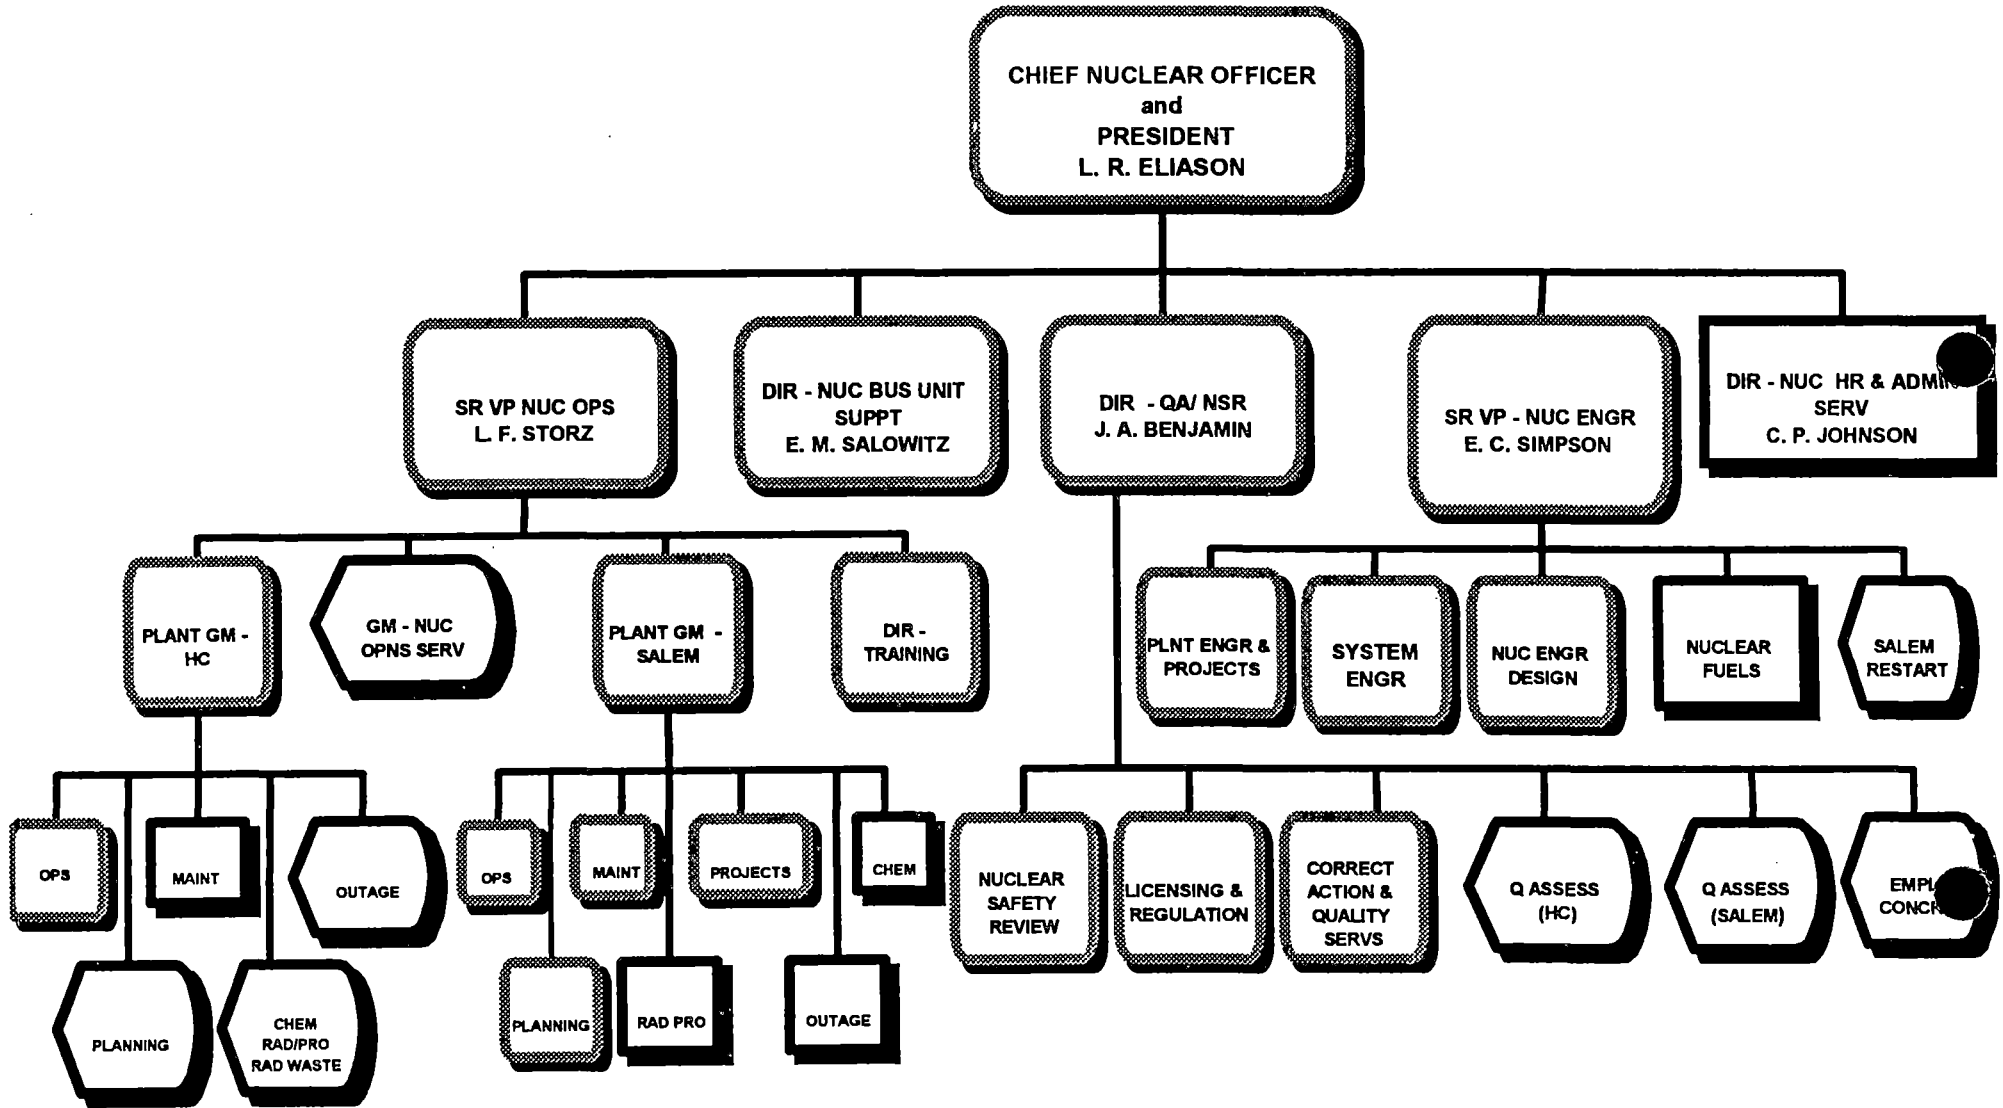 CHIEF NUCLEAR OFFICER
and
PRESIDENT
L. R. ELIASON
SR VP NUC OPS
L. F. STORZ
DIR - NUC BUS UNIT
SUPPT
E. M. SALOWITZ
DIR - QA/ NSR
J. A. BENJAMIN
SR VP - NUC ENGR
E. C. SIMPSON
DIR - NUC HR & ADMIN
SERV
C. P. JOHNSON
PLANT GM -
HC
GM - NUC
OPNS SERV
PLANT GM -
SALEM
DIR -
TRAINING
PLNT ENGR &
PROJECTS
SYSTEM
ENGR
NUC ENGR
DESIGN
NUCLEAR
FUELS
SALEM
RESTART
OPS
MAINT
OUTAGE
OPS
MAINT
PROJECTS
CHEM
NUCLEAR
SAFETY
REVIEW
LICENSING &
REGULATION
CORRECT
ACTION &
QUALITY
SERVS
Q ASSESS
(HC)
Q ASSESS
(SALEM)
PLANNING
CHEM
RAD/PRO
RAD WASTE
PLANNING
RAD PRO
OUTAGE